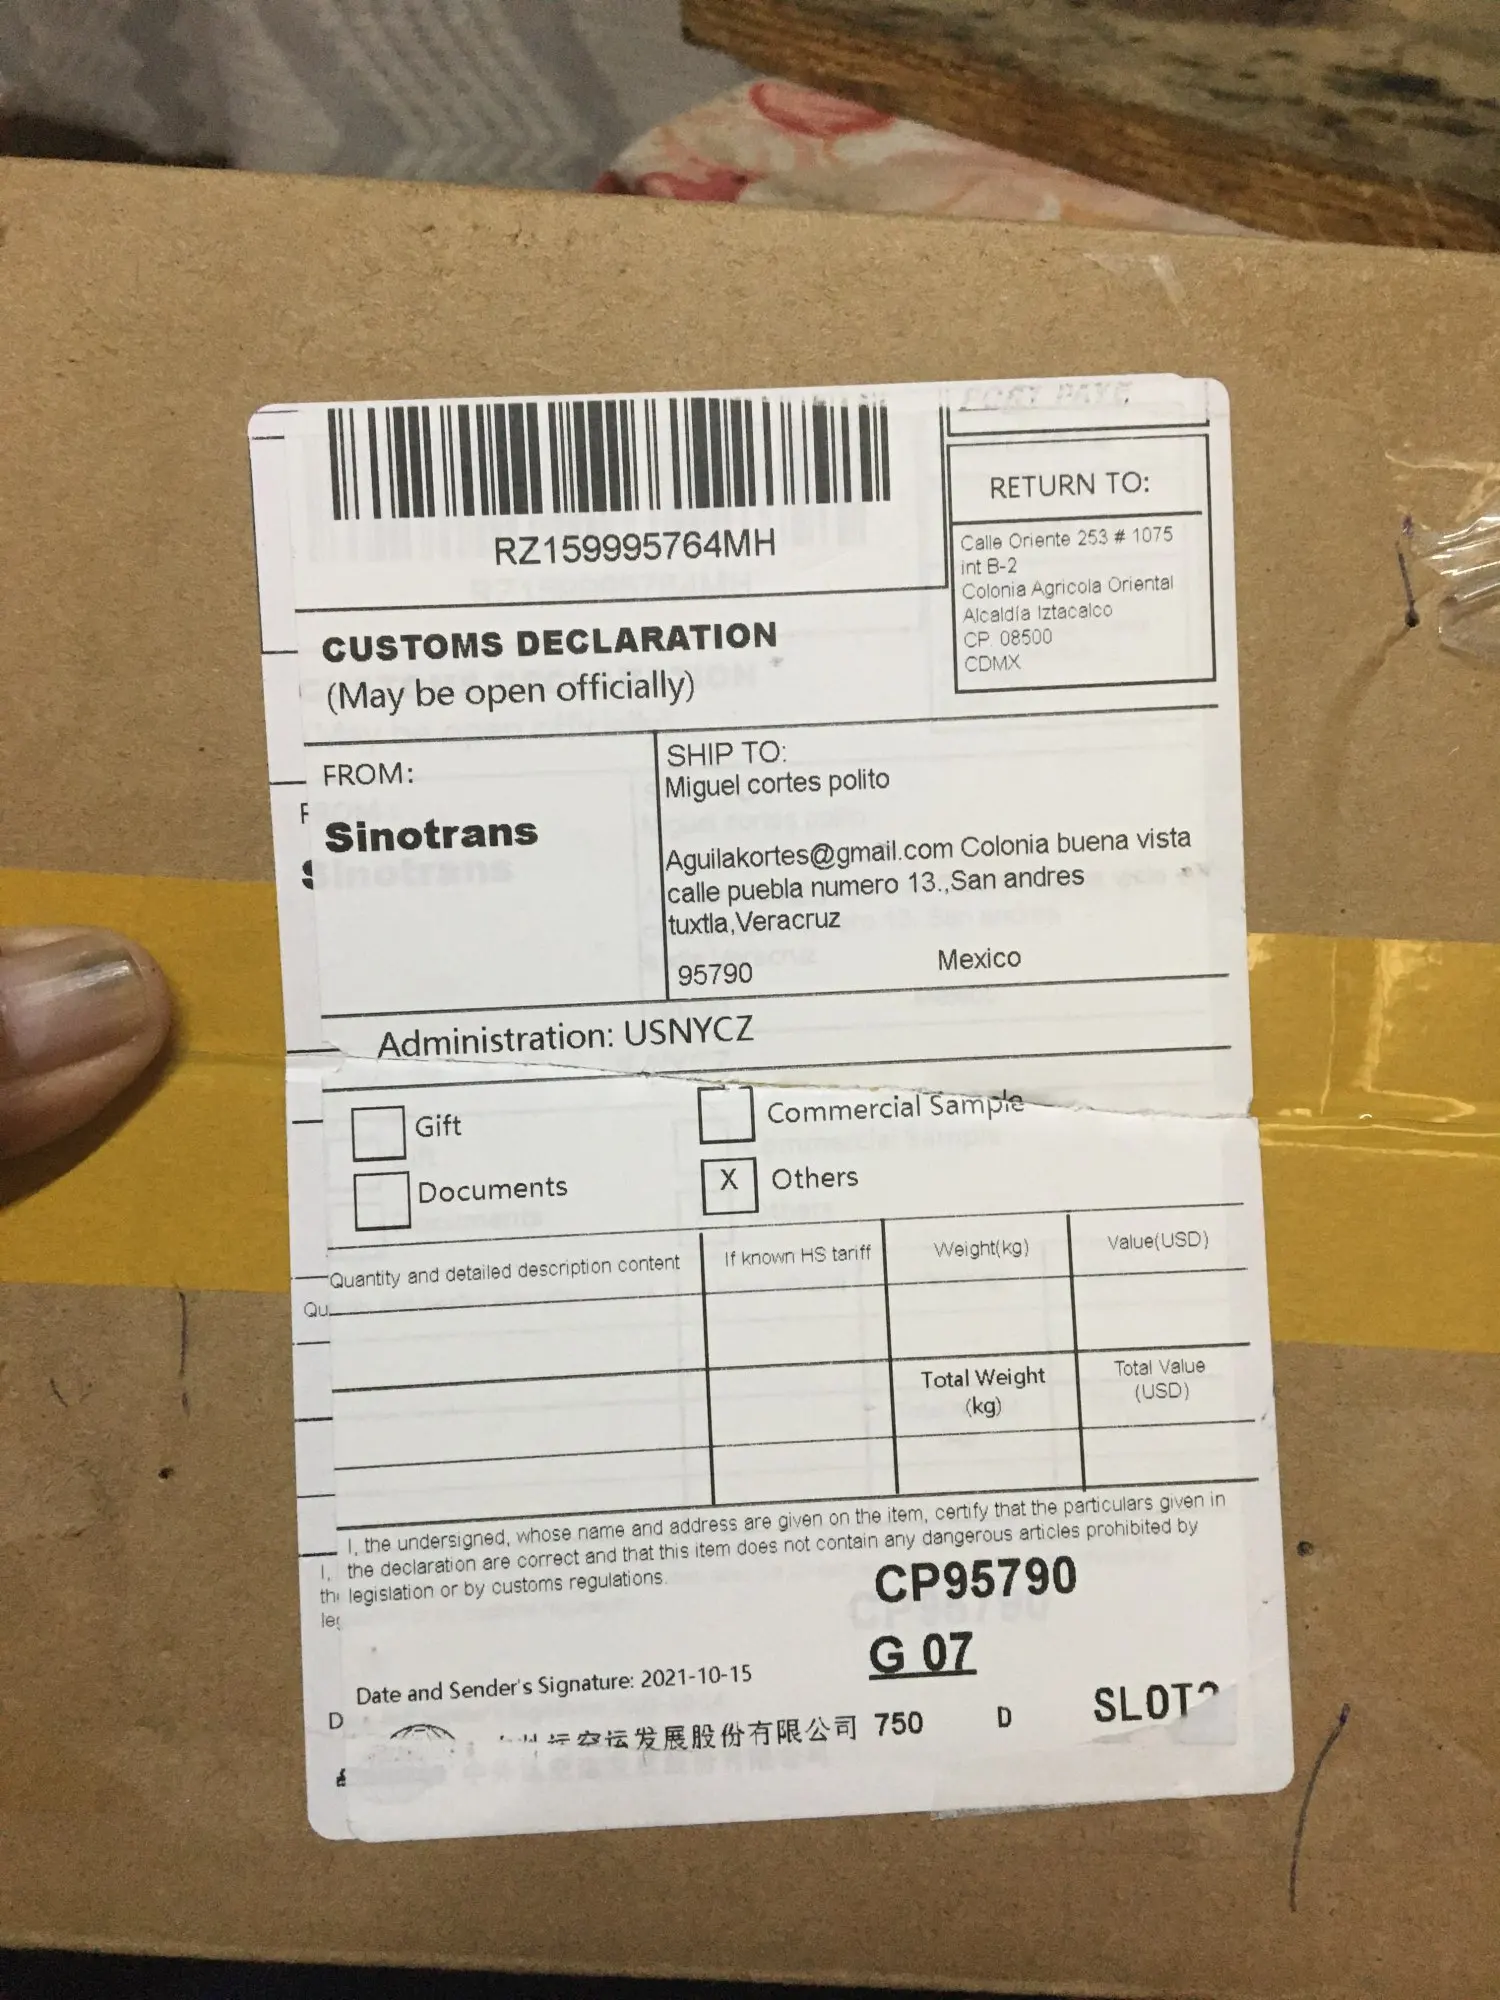 RZ159995764MH
RETURN TO:
Calle Oriente 253 # 1075
int B-2
Colonia Agricola Oriental
Alcaldía Iztacalco
CP. 08500
CDMX
CUSTOMS DECLARATION
(May be open officially)
FROM:
Sinotrans
SHIP TO:
Miguel cortes polito
Aguilakortes@gmail.com Colonia buena vista
calle puebla numero 13.,San andres
tuxtla,Veracruz
95790 Mexico
Administration: USNYCZ
Gift
Commercial Sample
Documents
X Others
Quantity and detailed description content
If known HS tariff
Weight(kg)
Value(USD)
Total Weight
(kg)
Total Value
(USD)
I, the undersigned, whose name and address are given on the item, certify that the particulars given in
the declaration are correct and that this item does not contain any dangerous articles prohibited by
legislation or by customs regulations.
CP95790
G 07
Date and Sender's Signature: 2021-10-15
空运发展股份有限公司 750 D SLOT